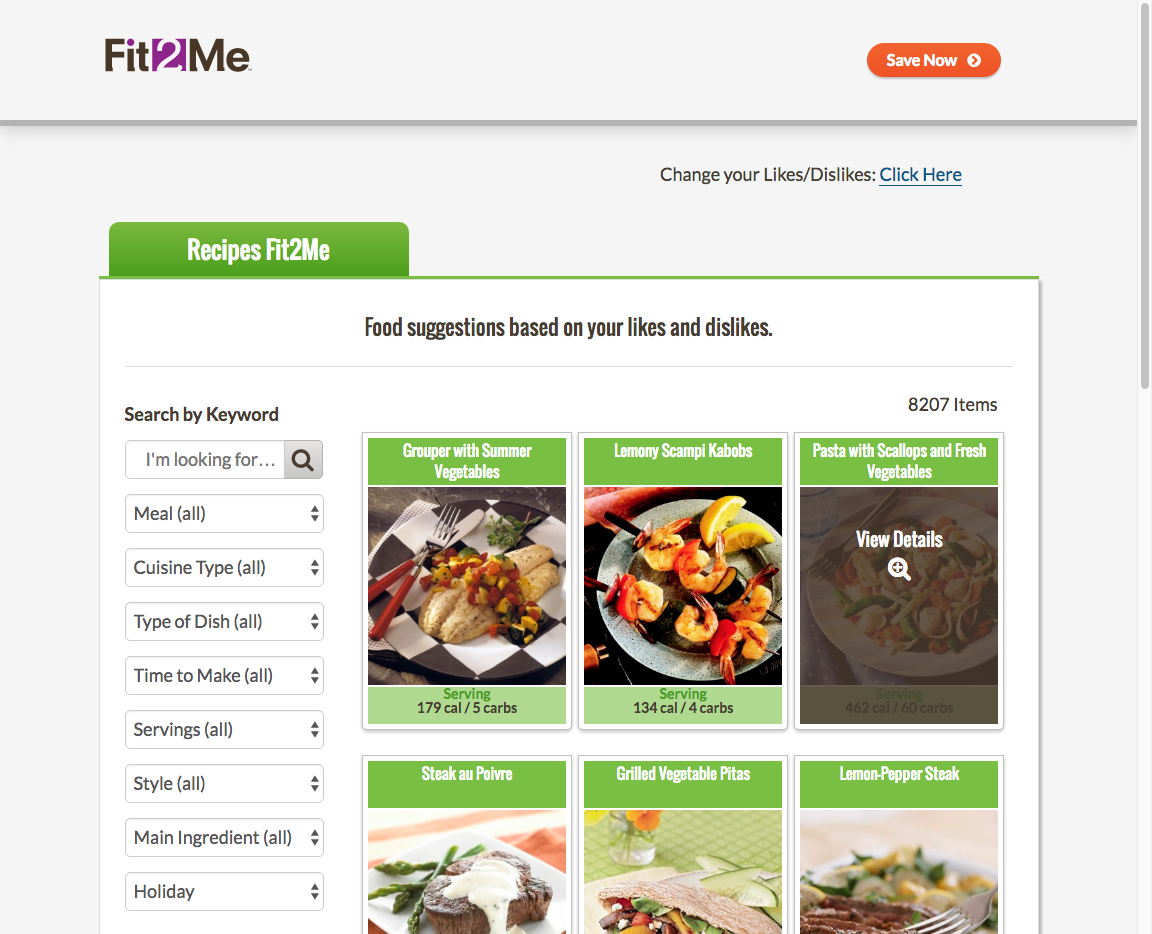 Fit2Me
Save Now
Change your Likes/Dislikes: Click Here
Recipes Fit2Me
Food suggestions based on your likes and dislikes.
Search by Keyword
8207 Items
I'm looking for...
Meal (all)
Cuisine Type (all)
Type of Dish (all)
Time to Make (all)
Servings (all)
Style (all)
Main Ingredient (all)
Holiday
Grouper with Summer
Vegetables
Serving
179 cal / 5 carbs
Lemony Scampi Kabobs
Serving
134 cal / 4 carbs
Pasta with Scallops and Fresh
Vegetables
View Details
Serving
462 cal / 60 carbs
Steak au Poivre
Grilled Vegetable Pitas
Lemon-Pepper Steak